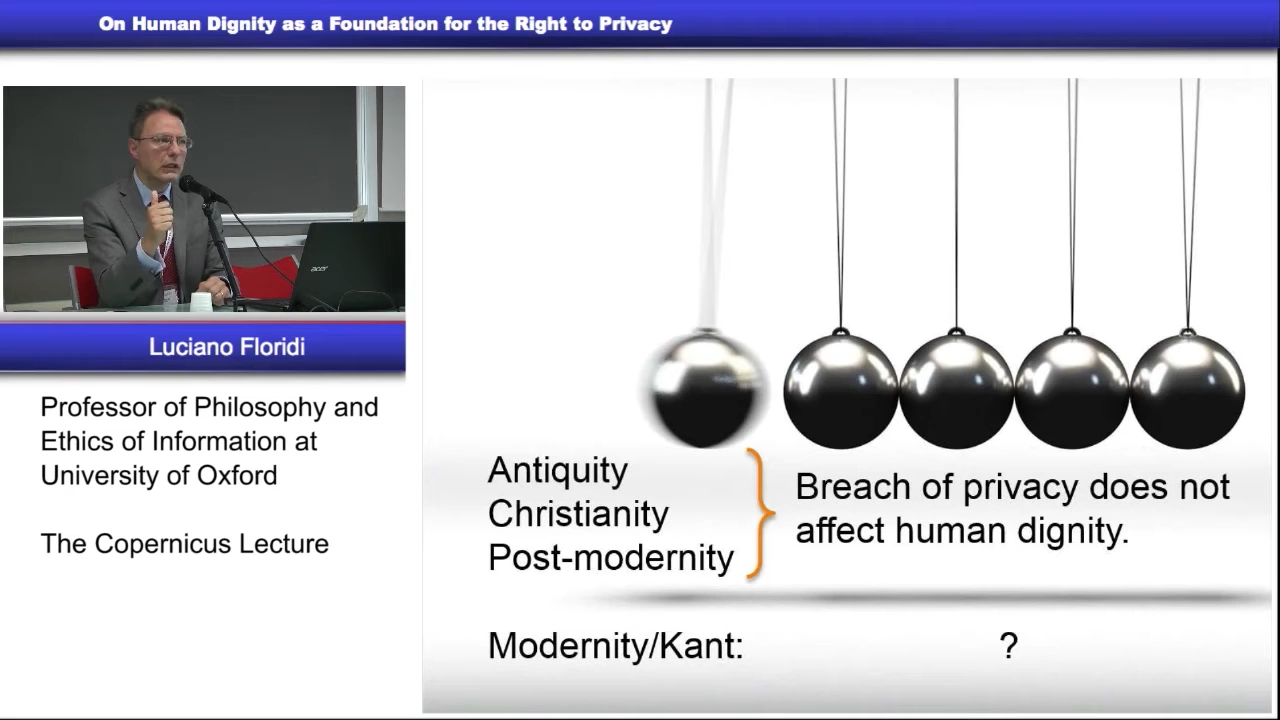 On Human Dignity as a Foundation for the Right to Privacy
acer
Luciano Floridi
Professor of Philosophy and
Ethics of Information at
University of Oxford
The Copernicus Lecture
Antiquity
Christianity
Post-modernity
Breach of privacy does not
affect human dignity.
Modernity/Kant: ?